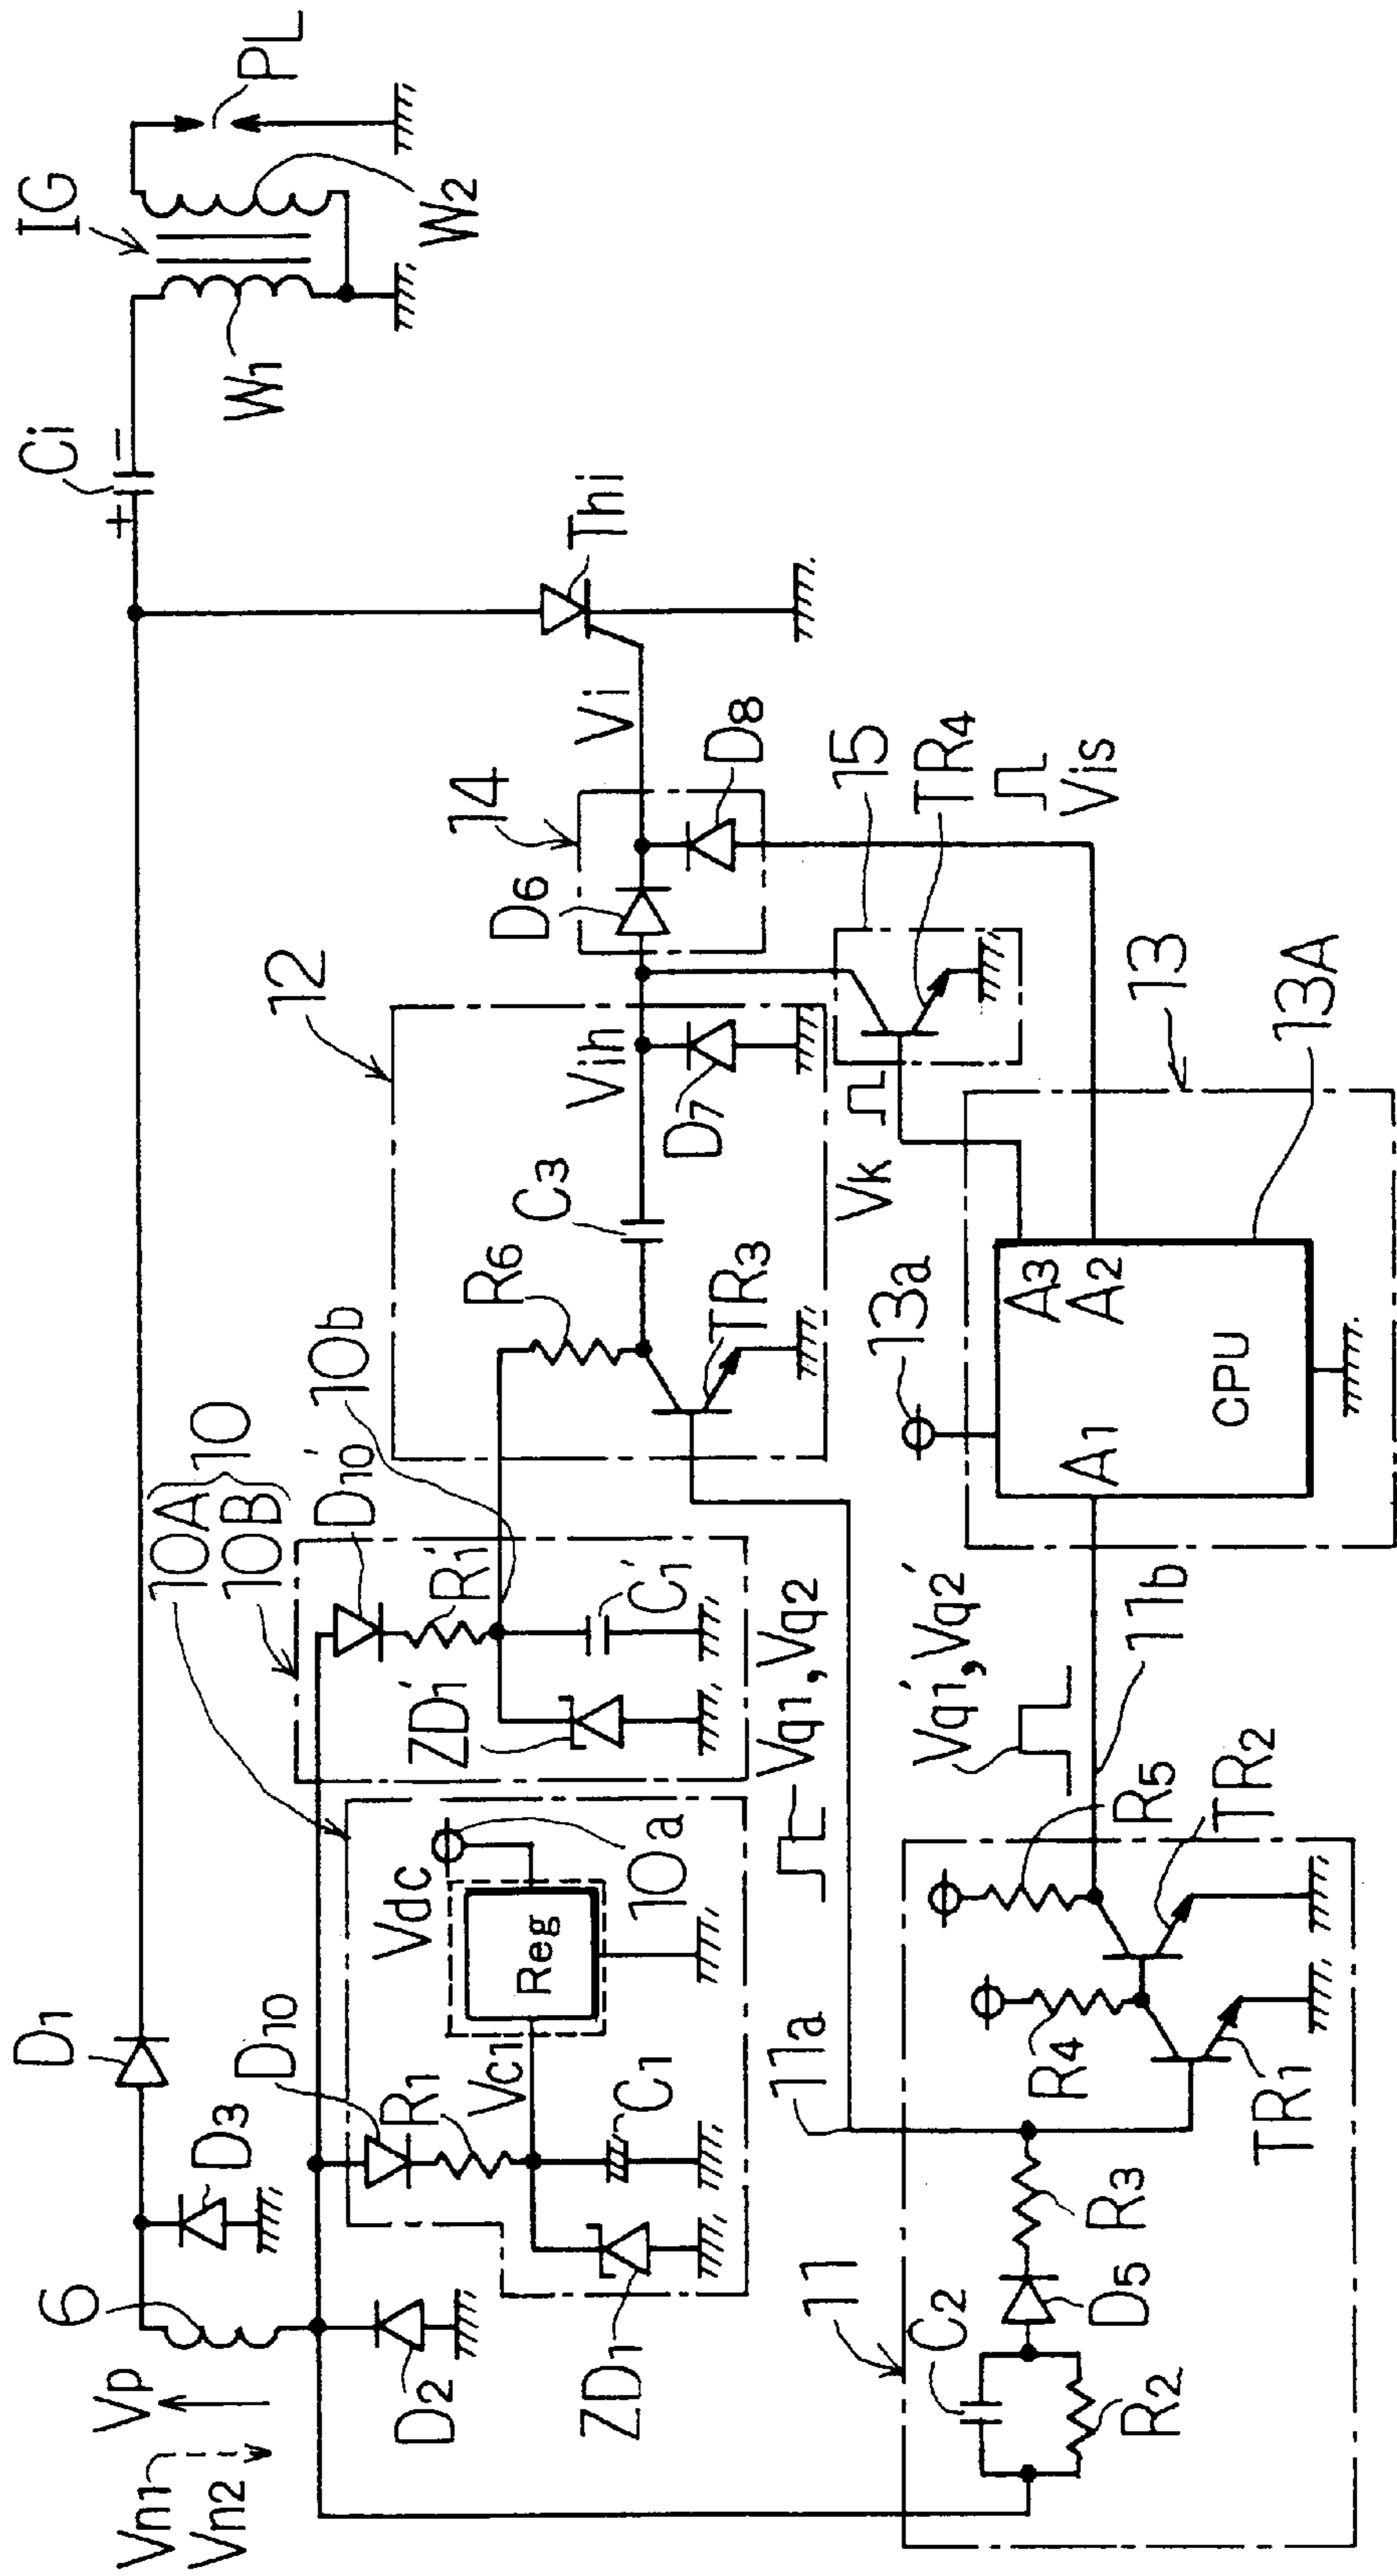 Vn1
Vn2
Vp
6
D1
D3
D2
ZD1
D10
R1
Vc1
C1
Vdc
Reg
10a
10A
10B
10
D10'
R1'
ZD1'
C1'
10b
12
R6
C3
TR3
Vih
D7
14
D6
D8
Vi
Thi
+
Ci
−
IG
W1
W2
PL
15
TR4
Vis
Vk
13
13A
13a
A1
A3
A2
CPU
Vq1,Vq2
11a
Vq1',Vq2'
11b
11
C2
R2
D5
R3
R4
TR1
R5
TR2